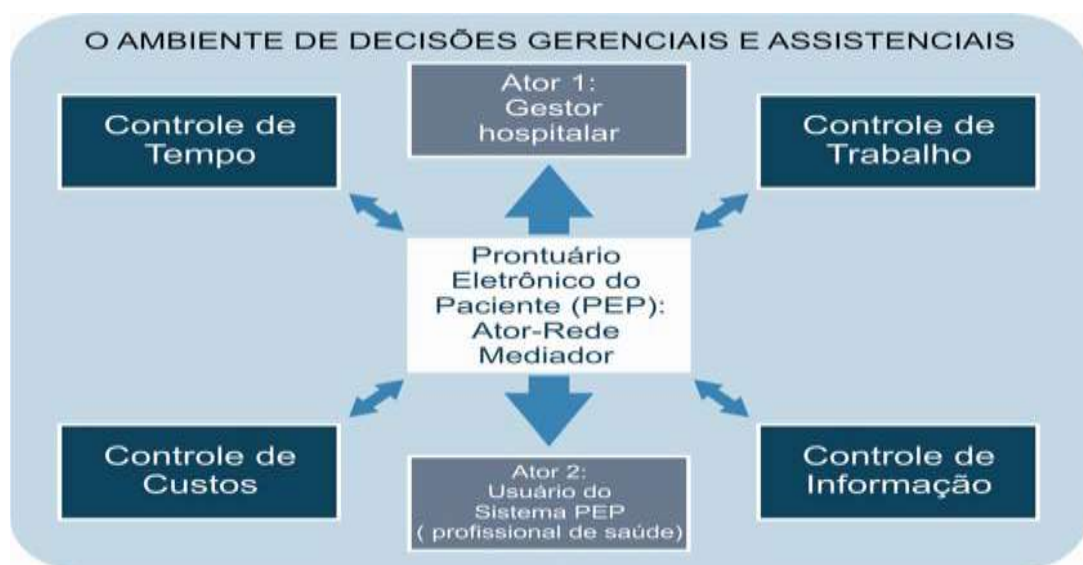 O AMBIENTE DE DECISÕES GERENCIAIS E ASSISTENCIAIS
Controle de
Tempo
Ator 1:
Gestor
hospitalar
Controle de
Trabalho
Prontuário
Eletrônico do
Paciente (PEP):
Ator-Rede
Mediador
Controle de
Custos
Ator 2:
Usuário do
Sistema PEP
( profissional de saúde)
Controle de
Informação